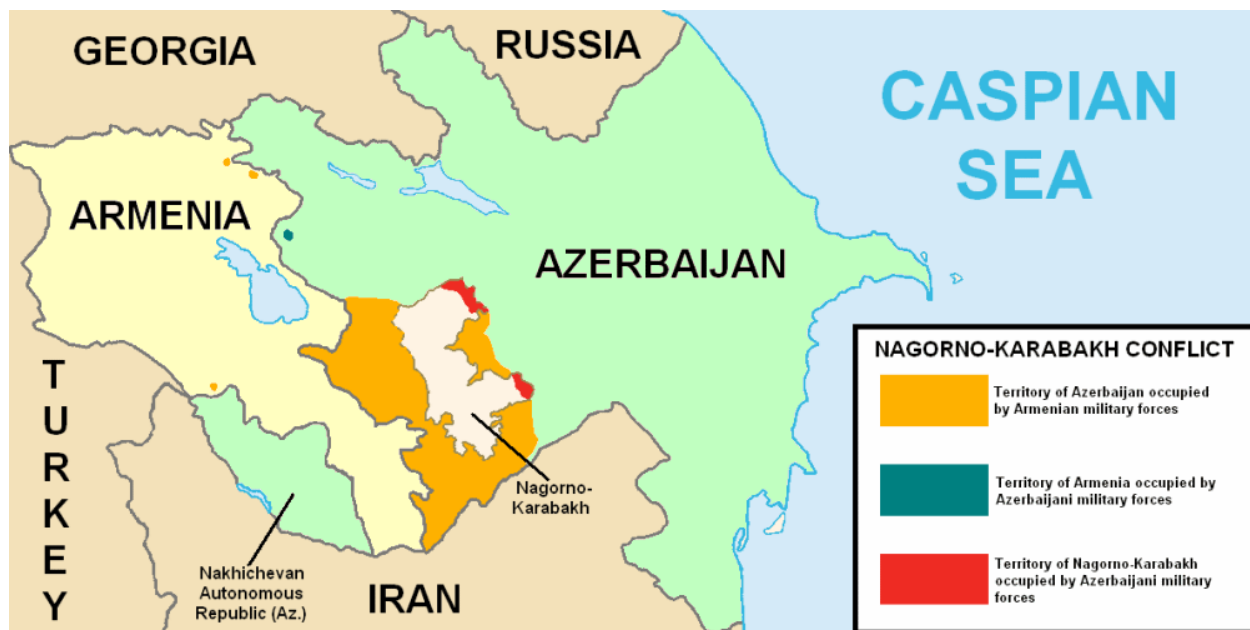 GEORGIA
RUSSIA
CASPIAN
SEA
ARMENIA
AZERBAIJAN
T
U
R
K
E
Y
Nagorno-
Karabakh
Nakhichevan
Autonomous
Republic (Az.)
IRAN
NAGORNO-KARABAKH CONFLICT
Territory of Azerbaijan occupied
by Armenian military forces
Territory of Armenia occupied by
Azerbaijani military forces
Territory of Nagorno-Karabakh
occupied by Azerbaijani military
forces